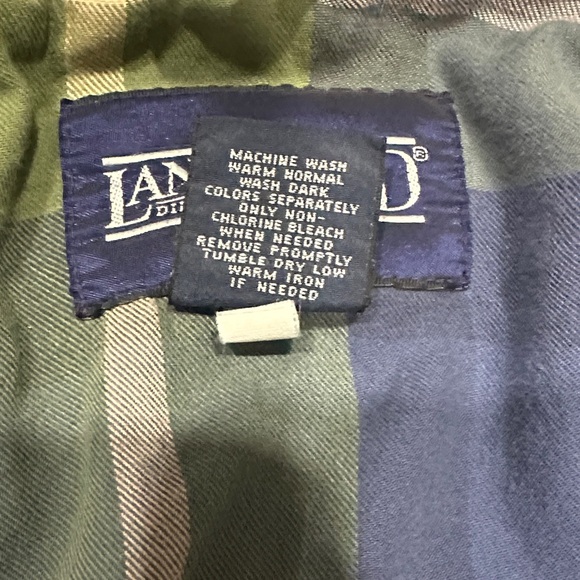 LAN D®
DI
MACHINE WASH
WARM NORMAL
WASH DARK
COLORS SEPARATELY
ONLY NON-
CHLORINE BLEACH
WHEN NEEDED
REMOVE PROMPTLY
TUMBLE DRY LOW
WARM IRON
IF NEEDED